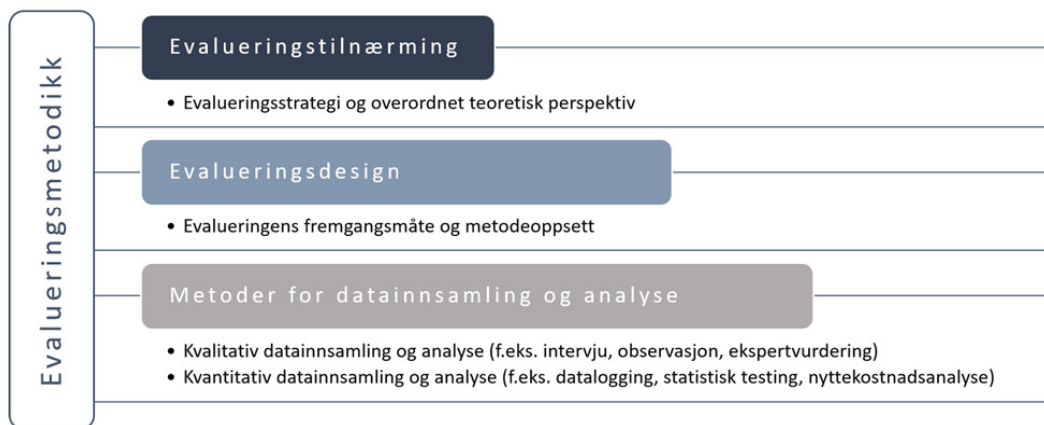 Evalueringsmetodikk
Evalueringstilnærming
• Evalueringsstrategi og overordnet teoretisk perspektiv
Evalueringsdesign
• Evalueringens fremgangsmåte og metodeoppsett
Metoder for datainnsamling og analyse
• Kvalitativ datainnsamling og analyse (f.eks. intervju, observasjon, ekspertvurdering)
• Kvantitativ datainnsamling og analyse (f.eks. datalogging, statistisk testing, nyttekostnadsanalyse)